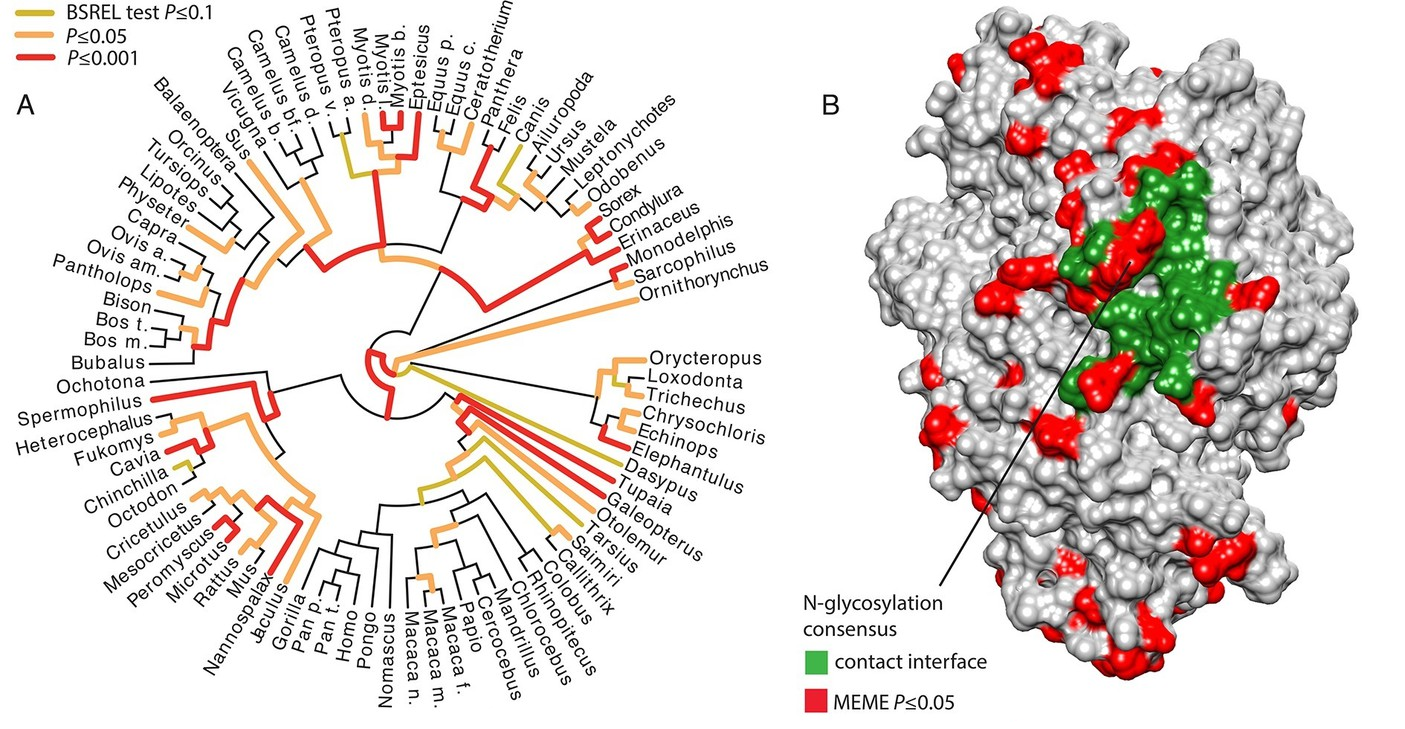 BSREL test P≤0.1
P≤0.05
P≤0.001
A
B
Bubalus
Bos m.
Bos t.
Bison
Pantholops
Ovis am.
Ovis a.
Capra
Physeter
Lipotes
Tursiops
Orcinus
Balaenoptera
Sus
Vicugna
Camelus b.
Camelus bf.
Camelus d.
Pteropus v.
Pteropus a.
Myotis d.
Myotis l.
Myotis b.
Eptesicus
Equus p.
Equus c.
Ceratotherium
Panthera
Felis
Canis
Ailuropoda
Ursus
Mustela
Leptonychotes
Odobenus
Sorex
Condylura
Erinaceus
Monodelphis
Sarcophilus
Ornithorynchus
Orycteropus
Loxodonta
Trichechus
Chrysochloris
Echinops
Elephantulus
Dasypus
Tupaia
Galeopterus
Otolemur
Tarsius
Saimiri
Callithrix
Colobus
Rhinopitecus
Chlorocebus
Mandrillus
Cercocebus
Papio
Macaca f.
Macaca m.
Macaca n.
Nomascus
Pongo
Homo
Pan t.
Pan p.
Gorilla
Jaculus
Nannospalax
Mus
Rattus
Microtus
Peromyscus
Mesocricetus
Cricetulus
Octodon
Chinchilla
Cavia
Fukomys
Heterocephalus
Spermophilus
Ochotona
N-glycosylation
consensus
contact interface
MEME P≤0.05